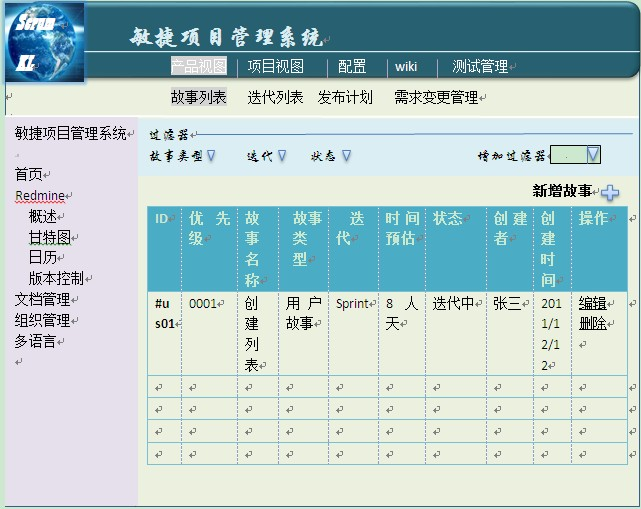 Scrum
XI
敏捷项目管理系统
产品视图 项目视图 配置 wiki 测试管理
故事列表 迭代列表 发布计划 需求变更管理
敏捷项目管理系统
首页
Redmine
概述
甘特图
日历
版本控制
文档管理
组织管理
多语言
过滤器
故事类型 迭代 状态 增加过滤器
新增故事
ID 优先级 故事名称 故事类型 迭代 时间预估 状态 创建者 创建时间 操作
#us01 0001 创建列表 用户故事 Sprint 8人天 迭代中 张三 2011/12/12 编辑
删除